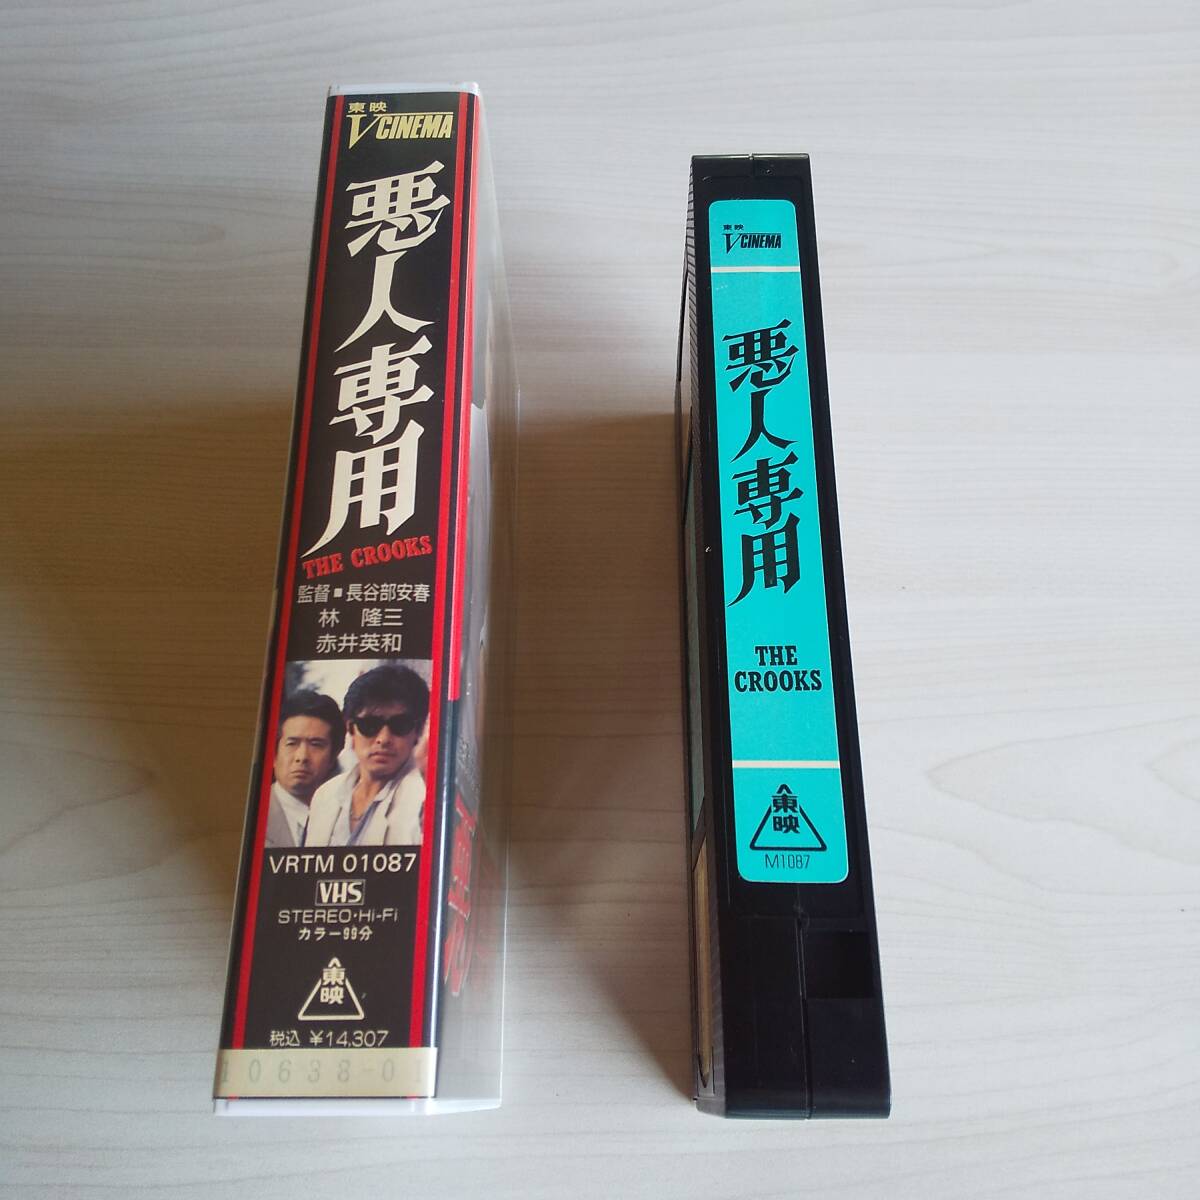 東映
V CINEMA
悪人専用
THE CROOKS
監督■長谷部安春
林 隆三
赤井英和
VRTM 01087
VHS
STEREO・Hi-Fi
カラー99分
東映
税込 ¥14,307
10638-01
東映
V CINEMA
悪人専用
THE
CROOKS
東映
M1087